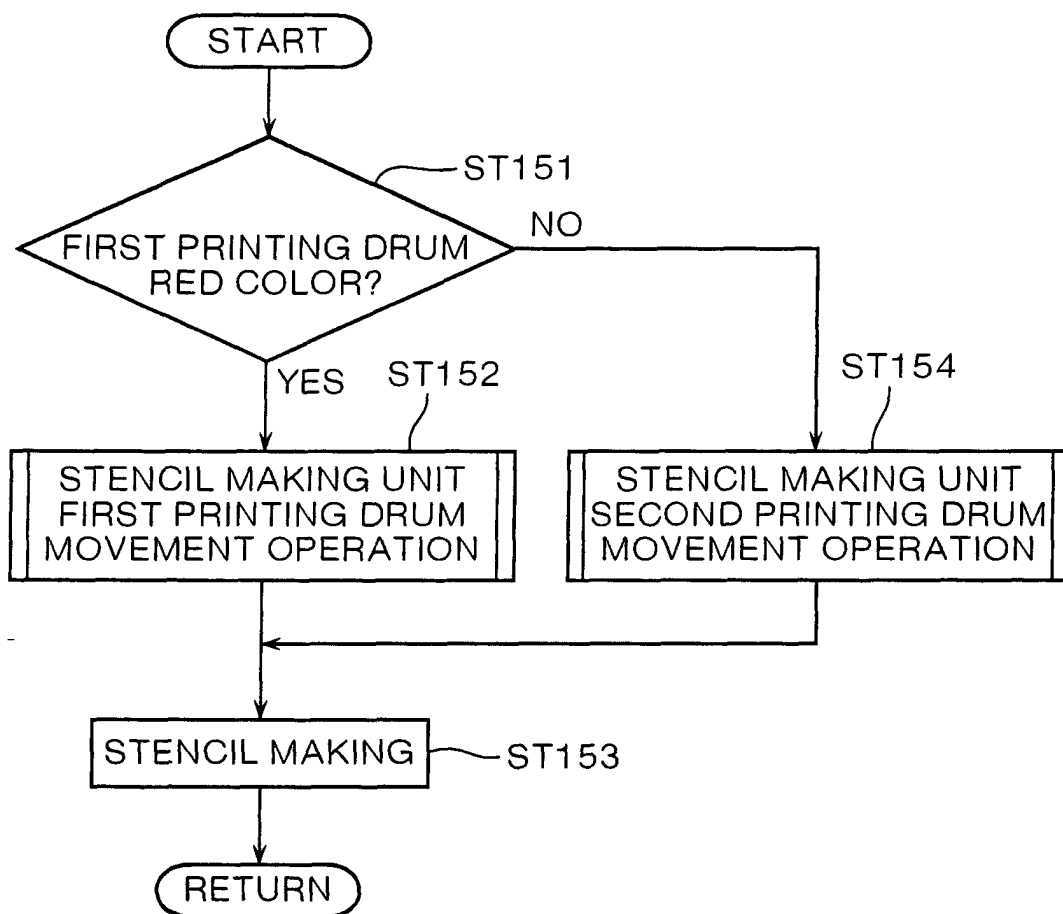 START
ST151
FIRST PRINTING DRUM
RED COLOR?
NO
YES
ST152
ST154
STENCIL MAKING UNIT
FIRST PRINTING DRUM
MOVEMENT OPERATION
STENCIL MAKING UNIT
SECOND PRINTING DRUM
MOVEMENT OPERATION
STENCIL MAKING
ST153
RETURN